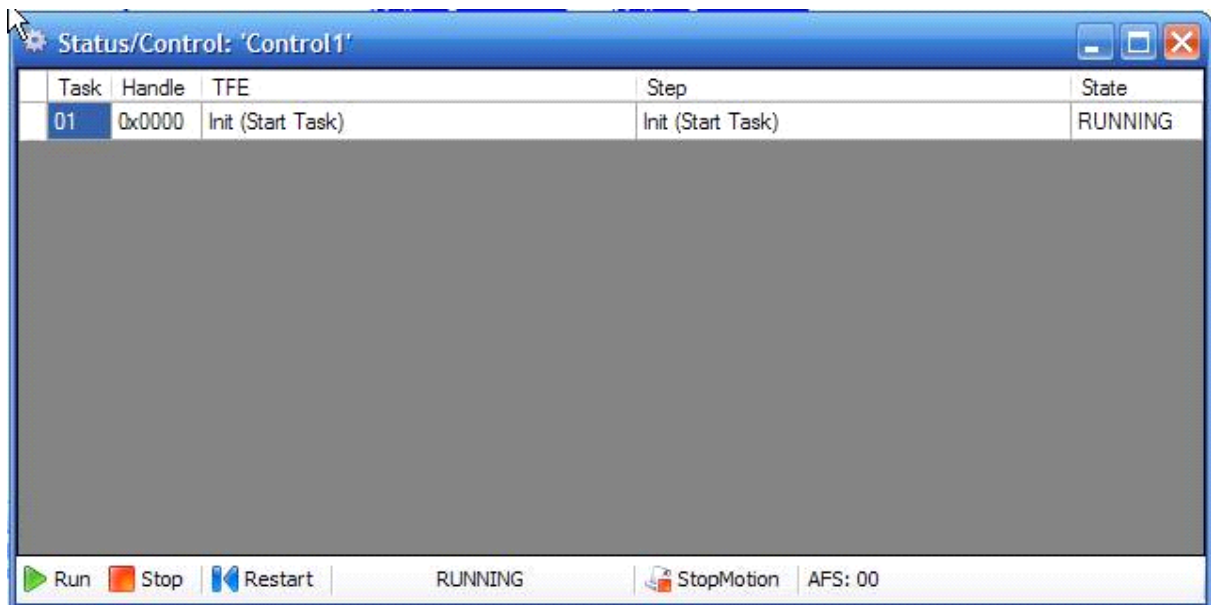 Status/Control: 'Control1'
Task Handle TFE Step State
01 0x0000 Init (Start Task) Init (Start Task) RUNNING
Run Stop Restart RUNNING StopMotion AFS: 00